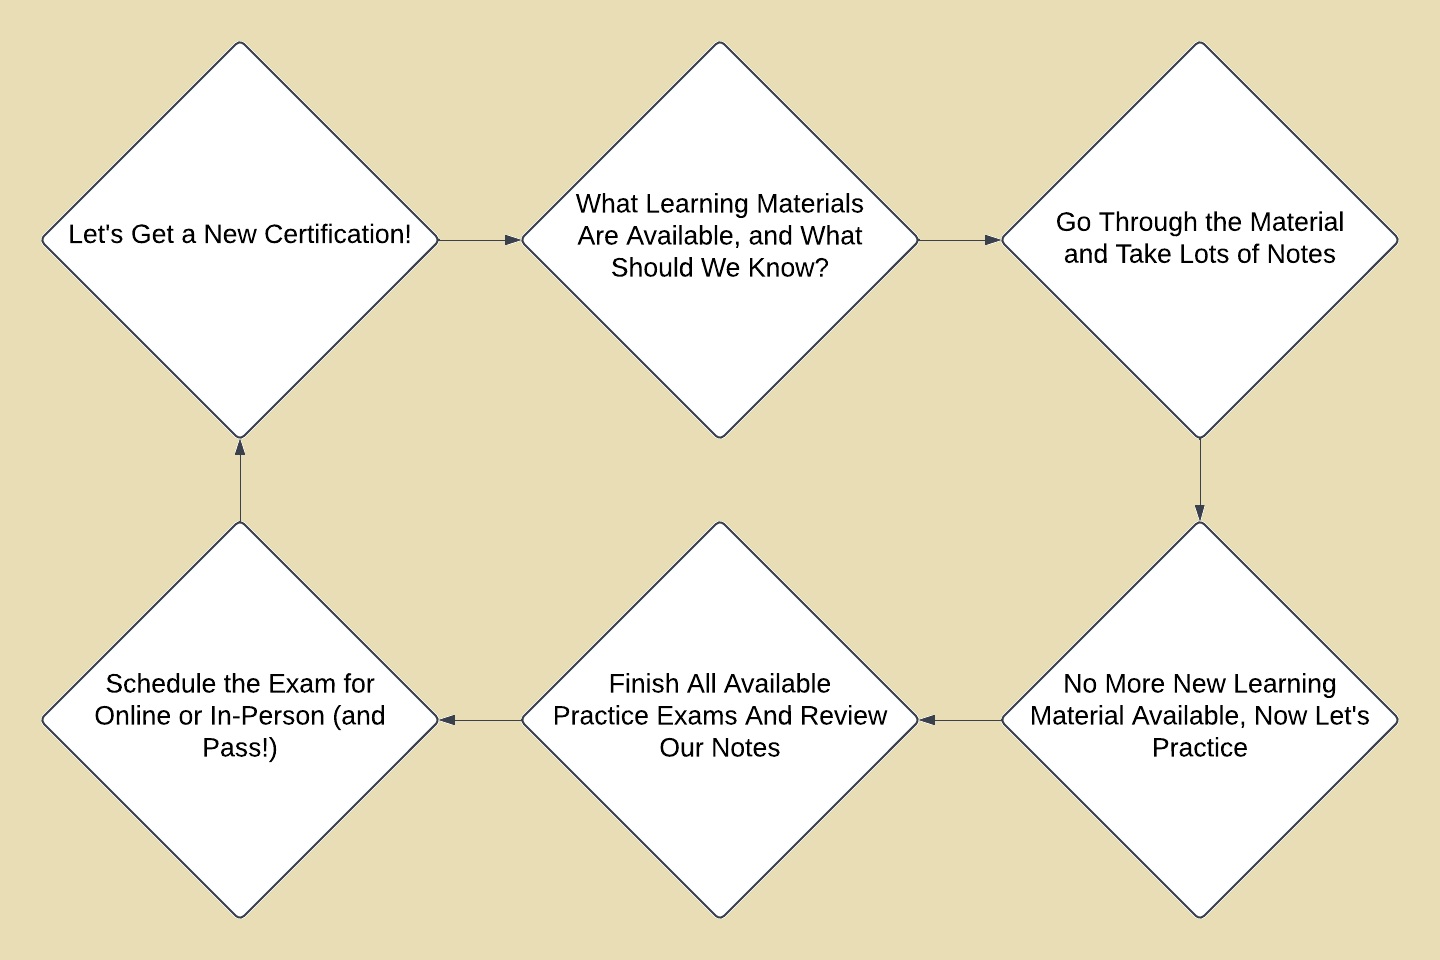 Let's Get a New Certification!
What Learning Materials
Are Available, and What
Should We Know?
Go Through the Material
and Take Lots of Notes
No More New Learning
Material Available, Now Let's
Practice
Finish All Available
Practice Exams And Review
Our Notes
Schedule the Exam for
Online or In-Person (and
Pass!)